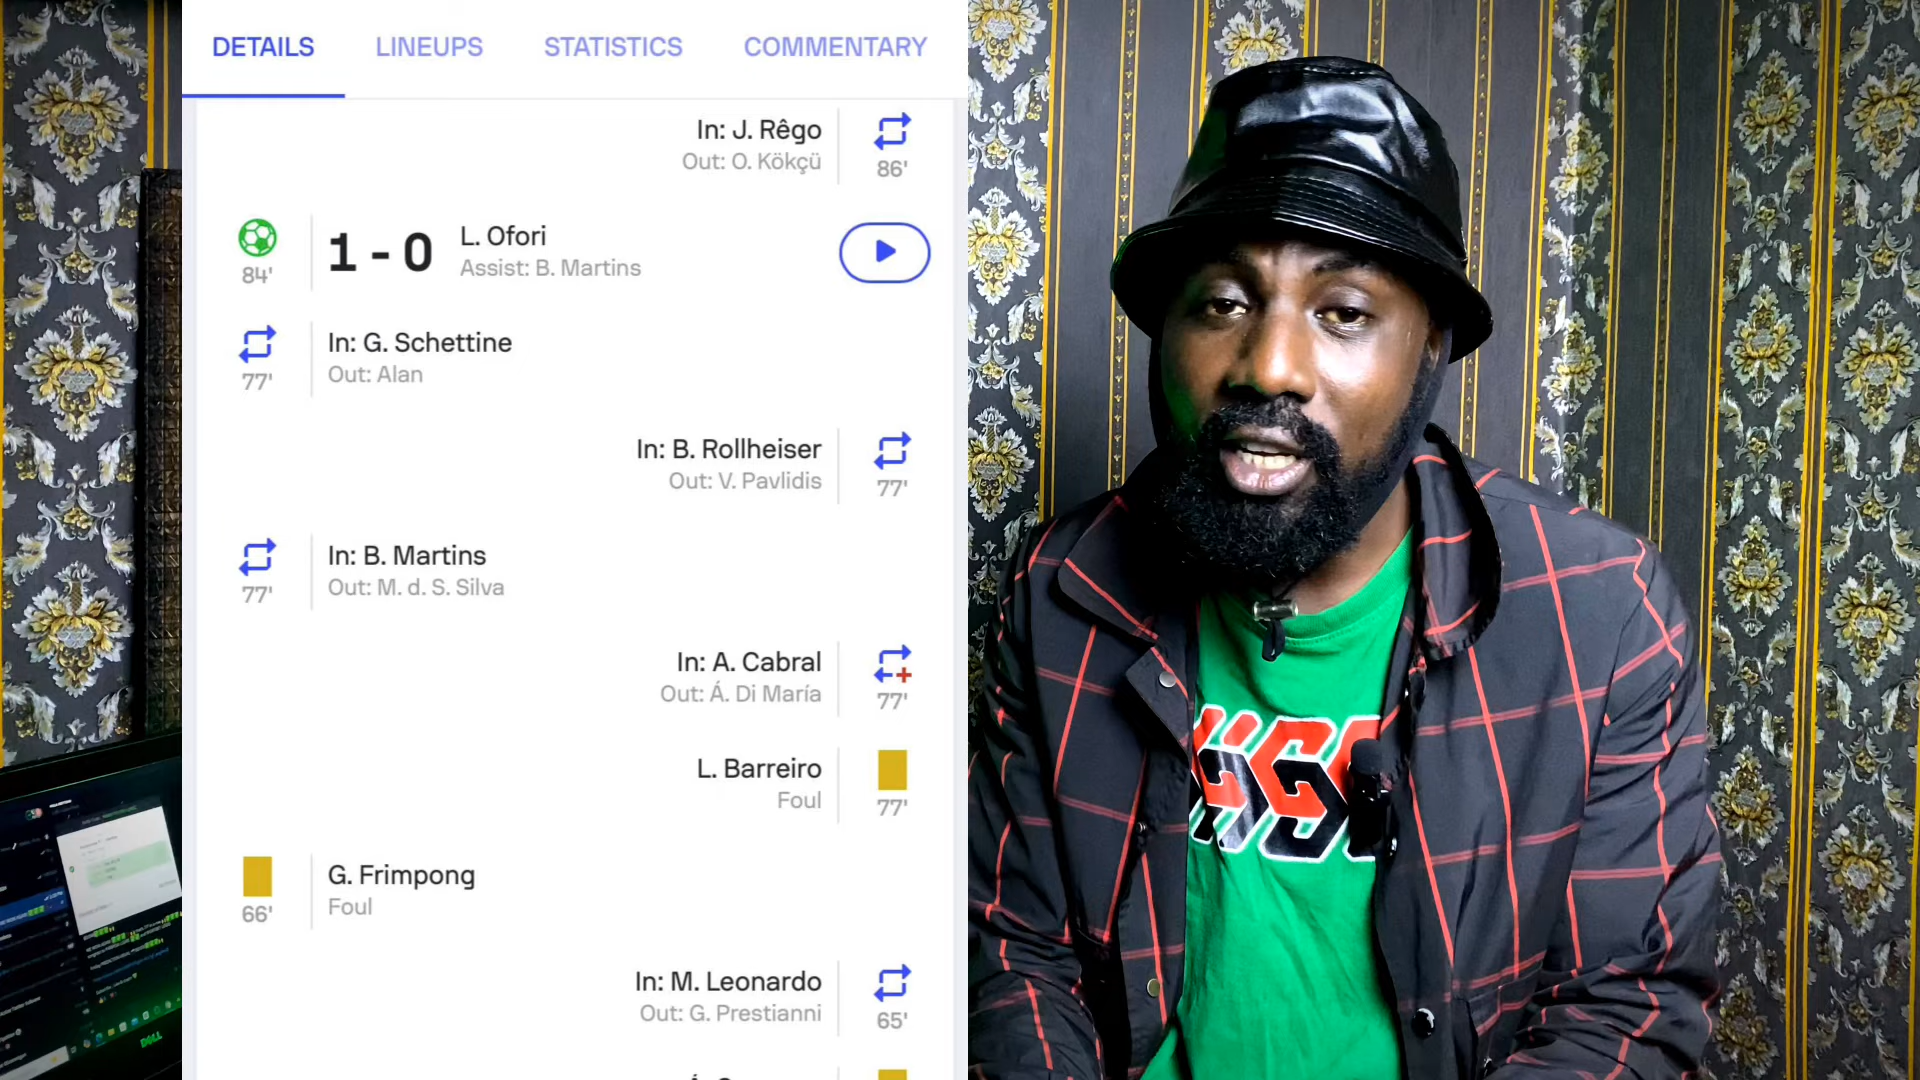 DETAILS LINEUPS STATISTICS COMMENTARY
In: J. Rêgo
Out: O. Kökçü
86'
1 - 0
L. Ofori
Assist: B. Martins
84'
In: G. Schettine
Out: Alan
77'
In: B. Rollheiser
Out: V. Pavlidis
77'
In: B. Martins
Out: M. d. S. Silva
77'
In: A. Cabral
Out: Á. Di María
77'
L. Barreiro
Foul
77'
G. Frimpong
Foul
66'
In: M. Leonardo
Out: G. Prestianni
65'
DELL